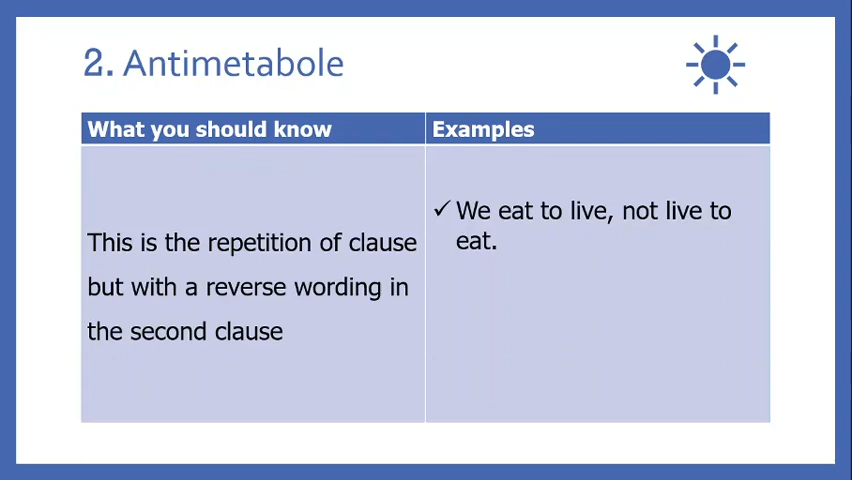 2. Antimetabole
What you should know
Examples
This is the repetition of clause
but with a reverse wording in
the second clause
✓ We eat to live, not live to
eat.